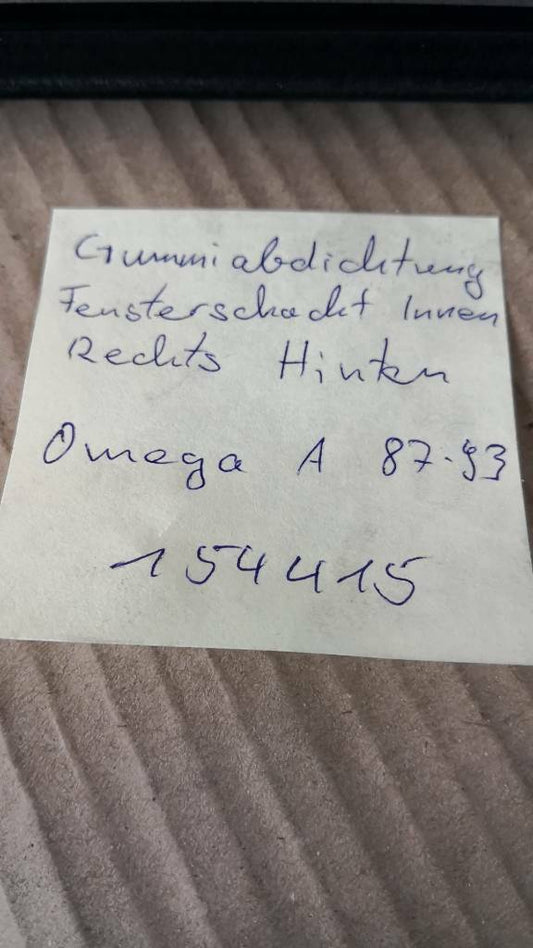 Gummiabdichtung
Fensterschacht Innen
Rechts Hinten
Omega A 87-93
154415